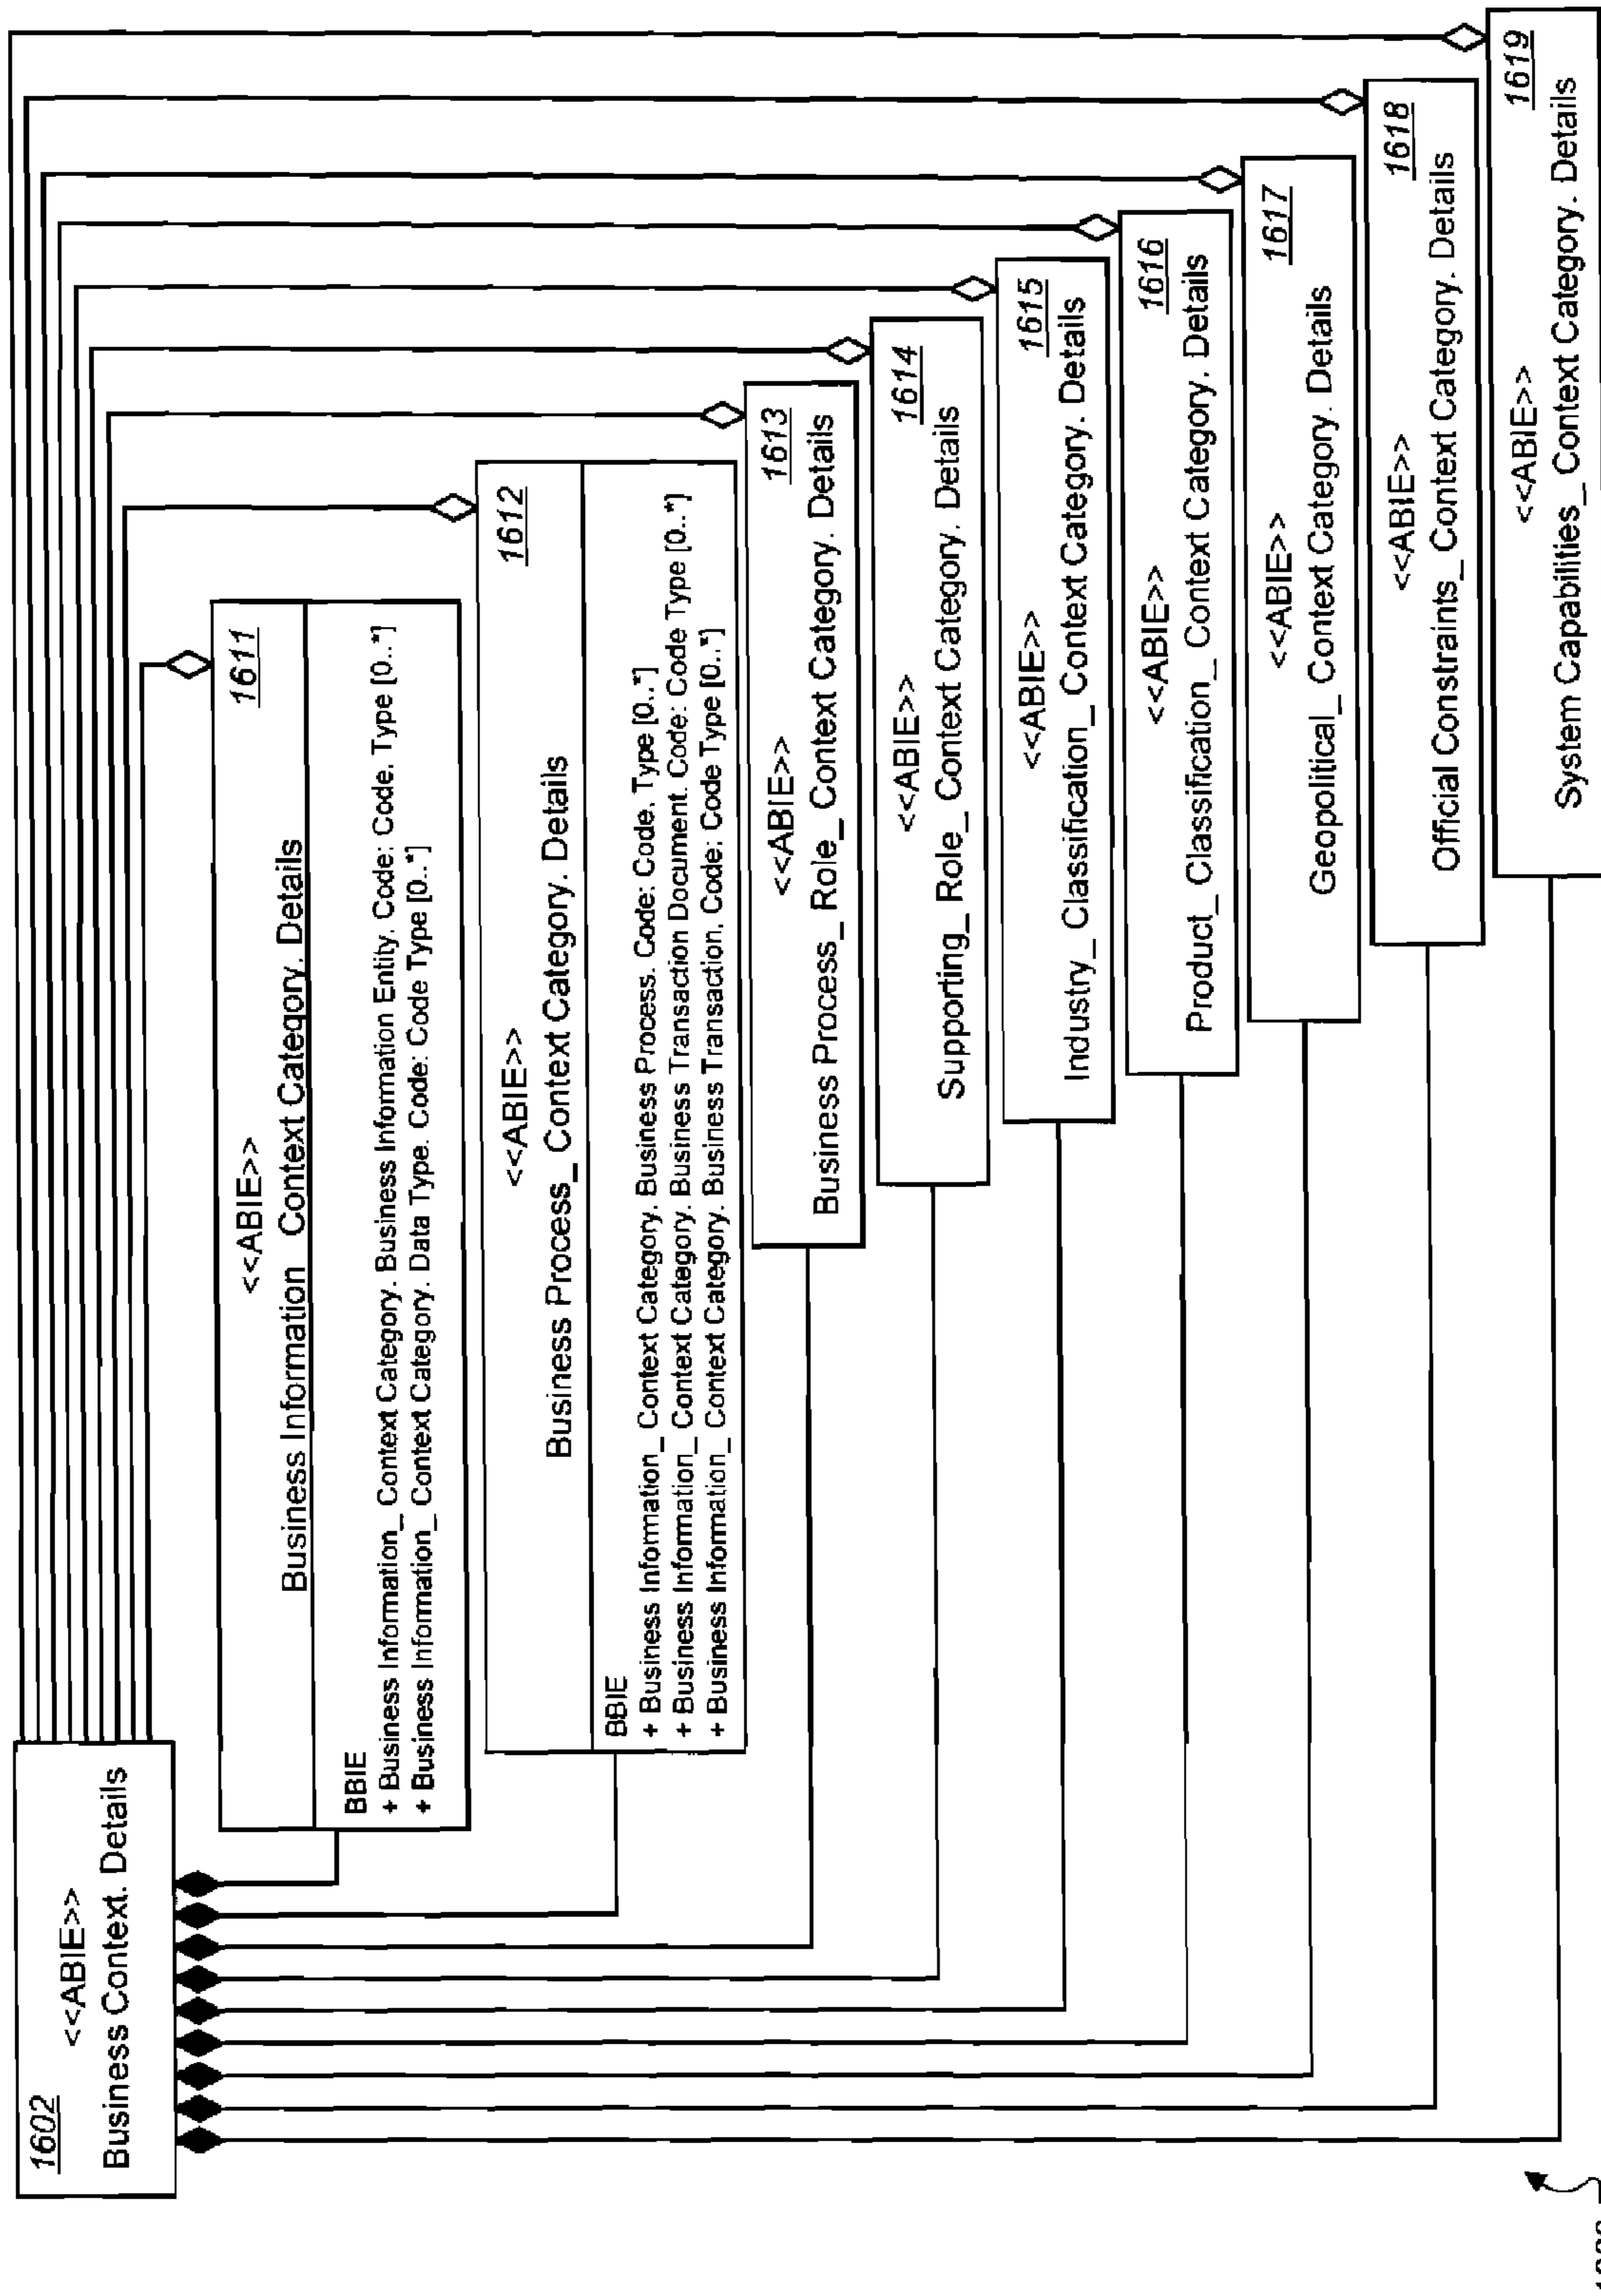 1602
<<ABIE>>
Business Context. Details
1611
<<ABIE>>
Business Information Context Category. Details
BBIE
+ Business Information_ Context Category. Business Information Entity. Code: Code. Type [0..*]
+ Business Information_ Context Category. Data Type. Code: Code Type [0..*]
1612
<<ABIE>>
Business Process_ Context Category. Details
BBIE
+ Business Information_ Context Category. Business Process. Code: Code. Type [0..*]
+ Business Information_ Context Category. Business Transaction Document. Code: Code Type [0..*]
+ Business Information_ Context Category. Business Transaction. Code: Code Type [0..*]
1613
<<ABIE>>
Business Process_ Role_ Context Category. Details
1614
<<ABIE>>
Supporting_ Role_ Context Category. Details
1615
<<ABIE>>
Industry_ Classification_ Context Category. Details
1616
<<ABIE>>
Product_ Classification_ Context Category. Details
1617
<<ABIE>>
Geopolitical_ Context Category. Details
1618
<<ABIE>>
Official Constraints_ Context Category. Details
1619
<<ABIE>>
System Capabilities_ Context Category. Details